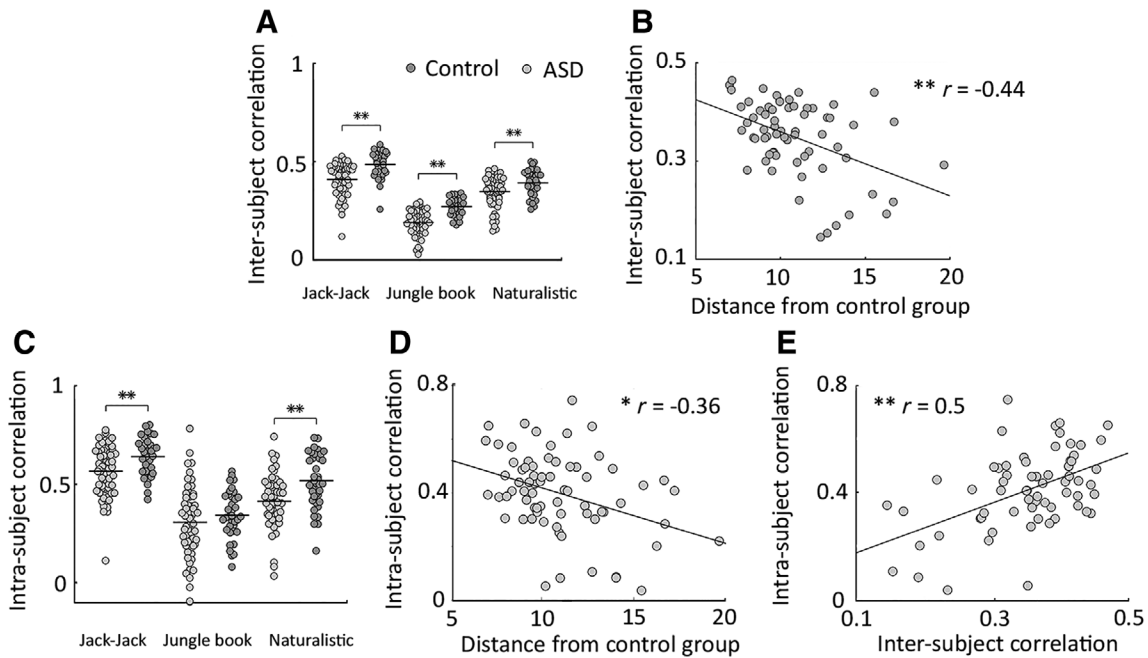 A
Inter-subject correlation
1
0.5
0
Control
ASD
**
**
**
Jack-Jack
Jungle book
Naturalistic
B
Inter-subject correlation
0.5
0.3
0.1
** r = -0.44
5
10
15
20
Distance from control group
C
Intra-subject correlation
1
0.5
0
**
**
Jack-Jack
Jungle book
Naturalistic
D
Intra-subject correlation
0.8
0.4
0
* r = -0.36
5
10
15
20
Distance from control group
E
Intra-subject correlation
0.8
0.4
0
** r = 0.5
0.1
0.3
0.5
Inter-subject correlation